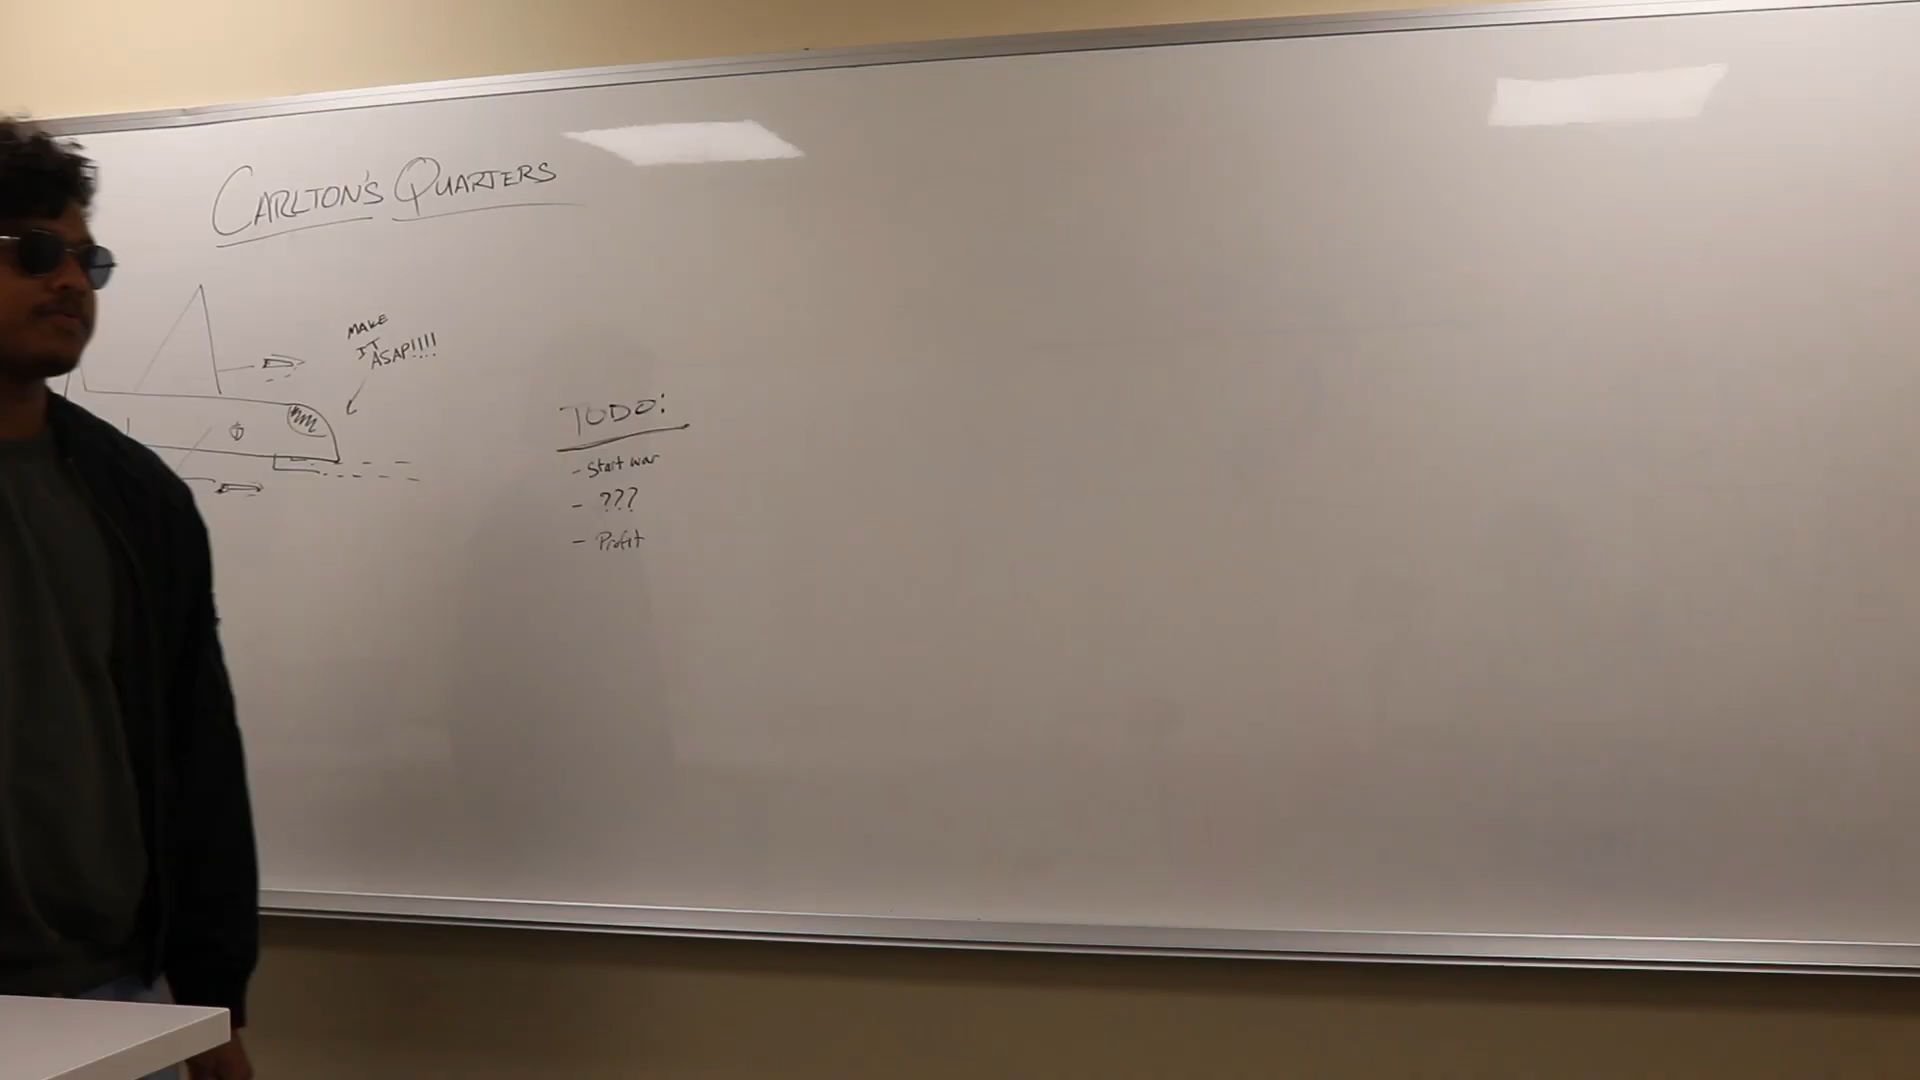 CARLTON'S QUARTERS
MAKE
IT
ASAP!!!!
TODO:
- Start war
- ???
- Profit